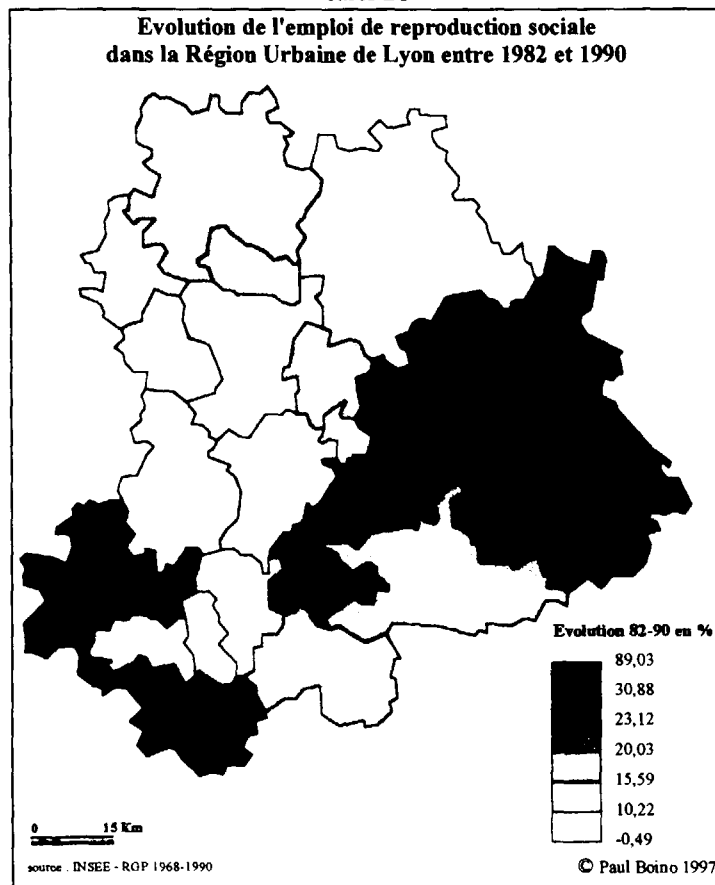 Evolution de l'emploi de reproduction sociale
dans la Région Urbaine de Lyon entre 1982 et 1990
Evolution 82-90 en %
89,03
30,88
23,12
20,03
15,59
10,22
-0,49
0 15 Km
source . INSEE - RGP 1968-1990
© Paul Boino 1997